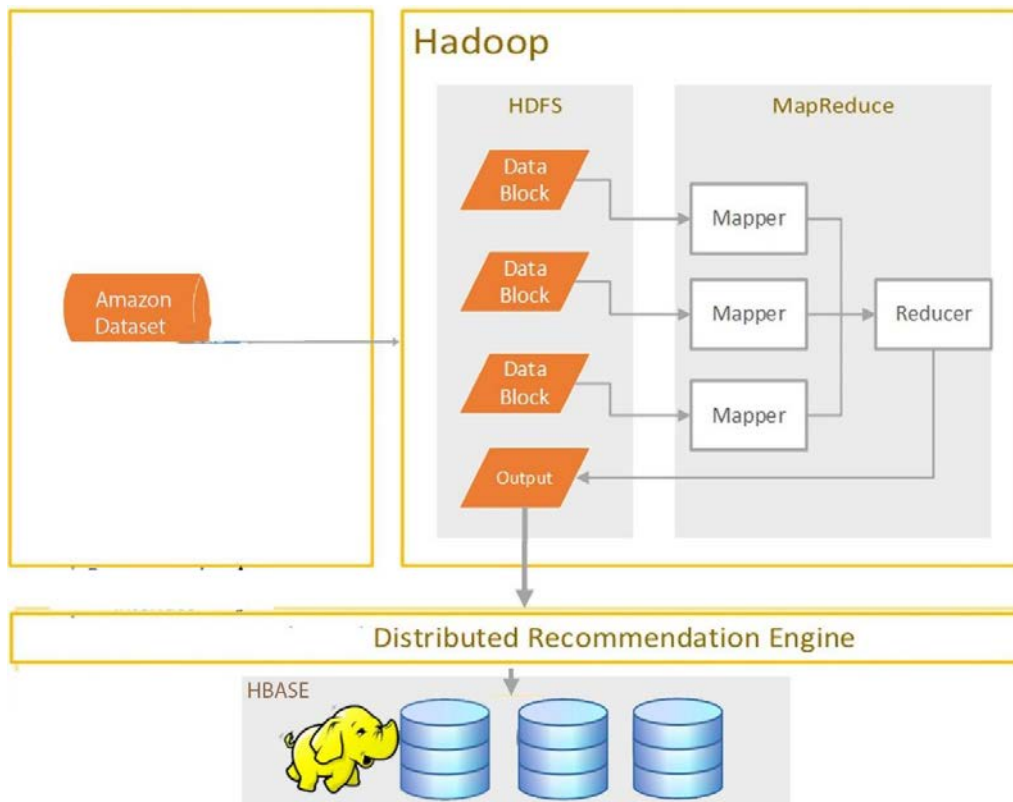 Hadoop
HDFS
MapReduce
Data
Block
Mapper
Data
Block
Mapper
Data
Block
Mapper
Reducer
Output
Amazon
Dataset
Distributed Recommendation Engine
HBASE